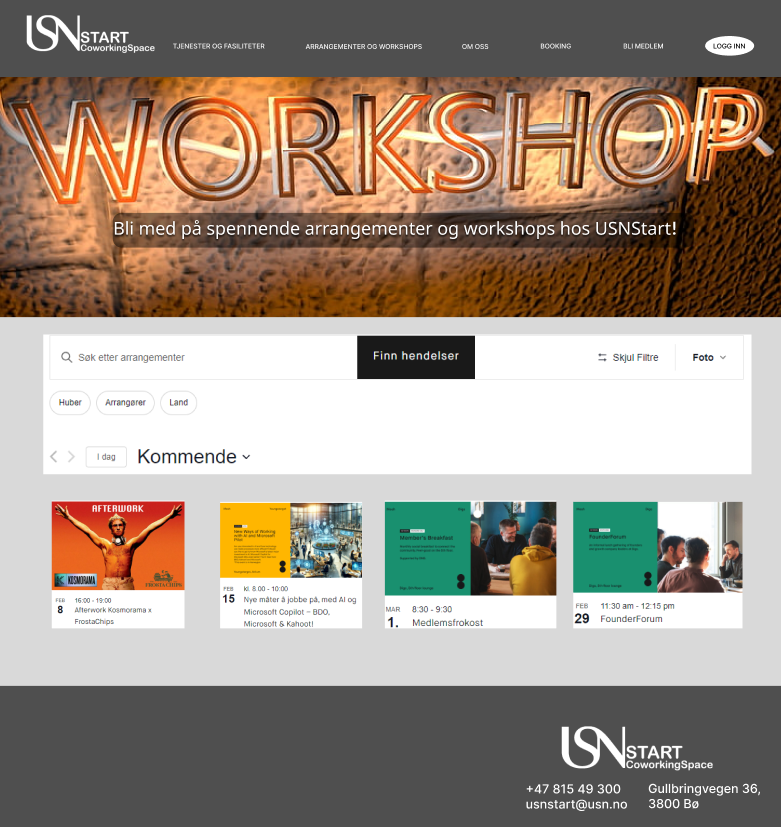 USN START
CoworkingSpace
TJENESTER OG FASILITETER
ARRANGEMENTER OG WORKSHOPS
OM OSS
BOOKING
BLI MEDLEM
LOGG INN
WORKSHOP
Bli med på spennende arrangementer og workshops hos USNStart!
Søk etter arrangementer
Finn hendelser
Skjul Filtre
Foto
Huber
Arrangører
Land
I dag
Kommende
AFTERWORK
KOSMORAMA
FROSTACHIPS
FEB
8
16:00 - 19:00
Afterwork Kosmorama x
FrostaChips
New Ways of Working
with AI and Microsoft
Pilot
FEB
15
kl. 8 00 - 10:00
Nye måter å jobbe på, med AI og
Microsoft Copilot – BDO,
Microsoft & Kahoot!
Member's Breakfast
MAR
1.
8:30 - 9:30
Medlemsfrokost
FounderForum
FEB
29
11:30 am - 12:15 pm
FounderForum
USN START
CoworkingSpace
+47 815 49 300
usnstart@usn.no
Gullbringvegen 36,
3800 Bø